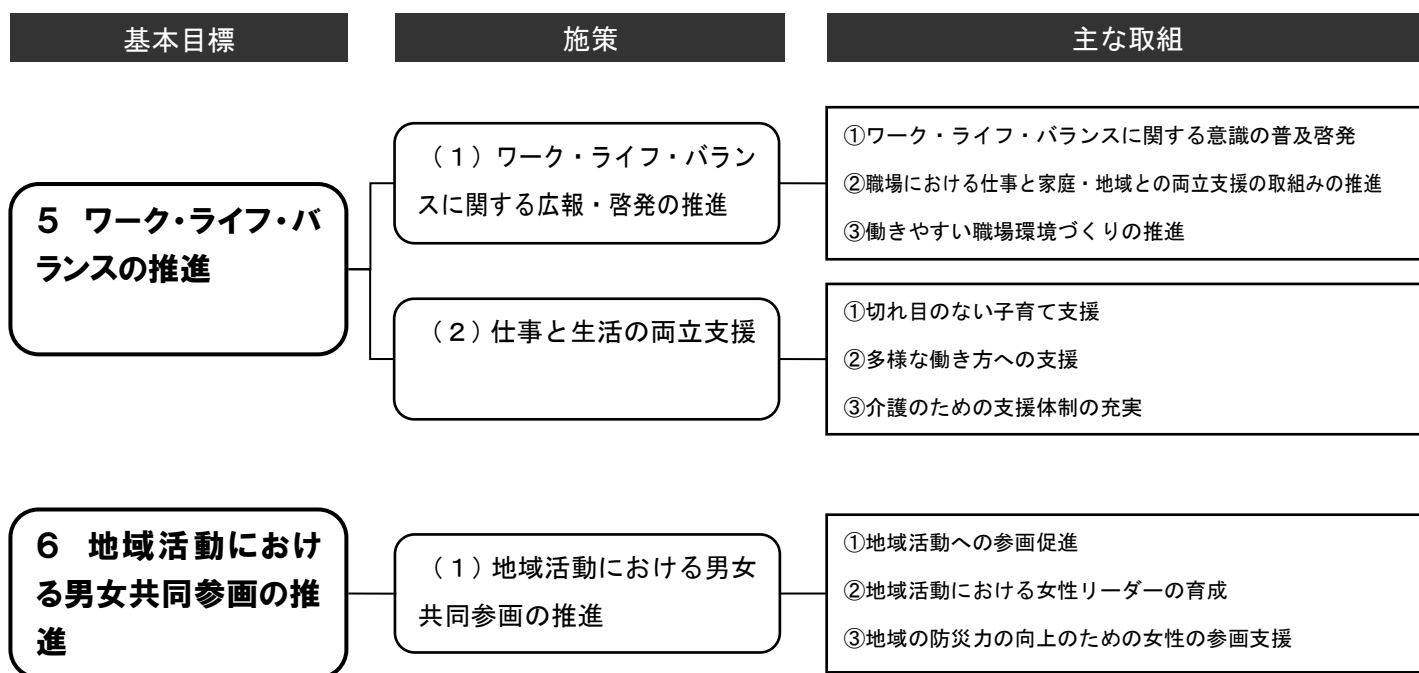 基本目標
施策
主な取組
5 ワーク・ライフ・バ
ランスの推進
（1）ワーク・ライフ・バラン
スに関する広報・啓発の推進
①ワーク・ライフ・バランスに関する意識の普及啓発
②職場における仕事と家庭・地域との両立支援の取組みの推進
③働きやすい職場環境づくりの推進
（2）仕事と生活の両立支援
①切れ目のない子育て支援
②多様な働き方への支援
③介護のための支援体制の充実
6 地域活動におけ
る男女共同参画の推
進
（1）地域活動における男女
共同参画の推進
①地域活動への参画促進
②地域活動における女性リーダーの育成
③地域の防災力の向上のための女性の参画支援